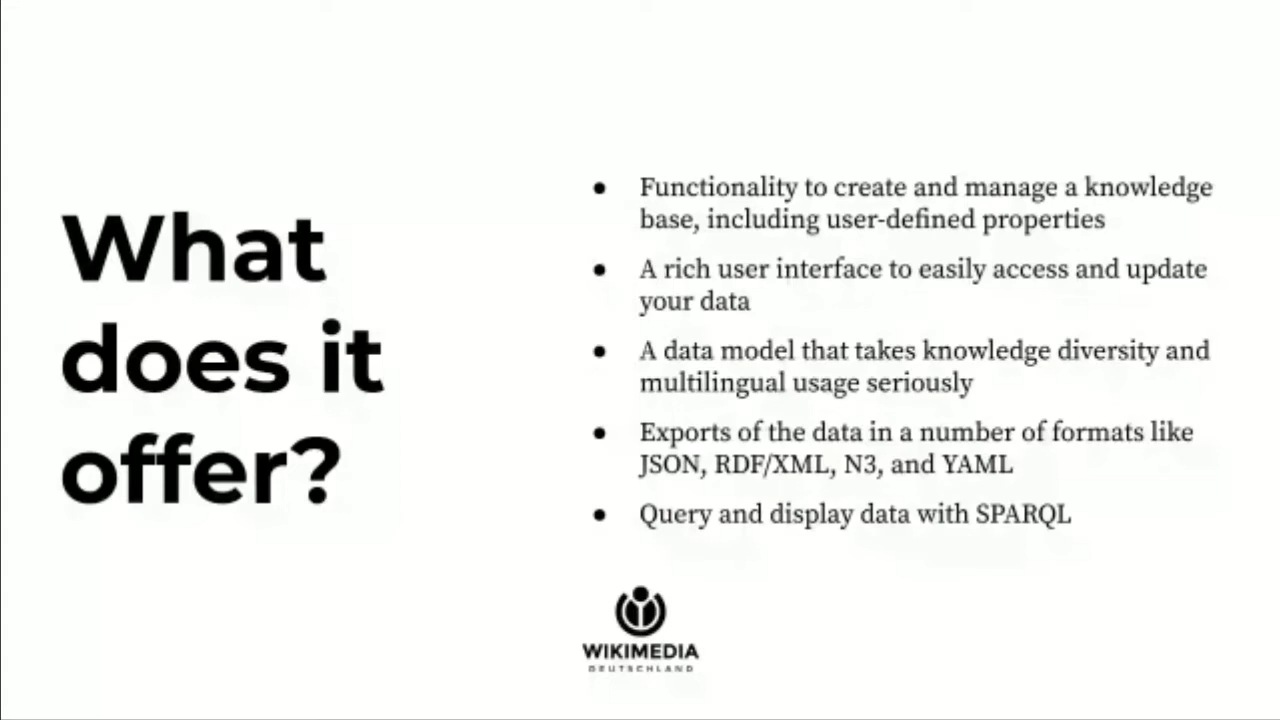 What
does it
offer?
● Functionality to create and manage a knowledge
base, including user-defined properties
● A rich user interface to easily access and update
your data
● A data model that takes knowledge diversity and
multilingual usage seriously
● Exports of the data in a number of formats like
JSON, RDF/XML, N3, and YAML
● Query and display data with SPARQL
WIKIMEDIA
DEUTSCHLAND